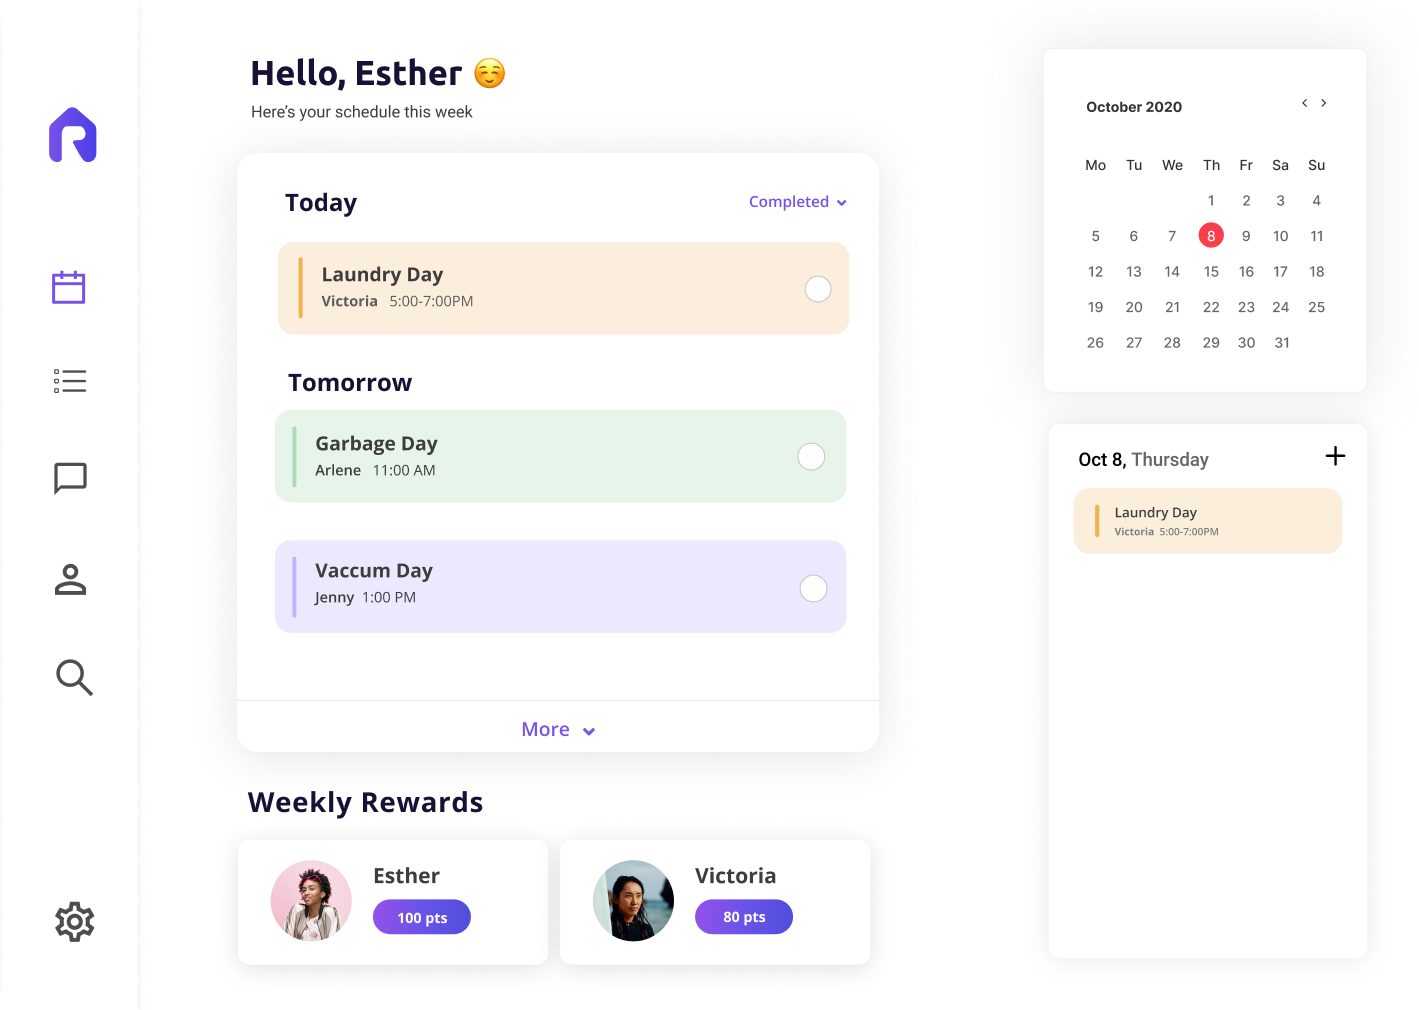 Hello, Esther ☺️
Here's your schedule this week
Today
Completed
Laundry Day
Victoria 5:00-7:00PM
Tomorrow
Garbage Day
Arlene 11:00 AM
Vaccum Day
Jenny 1:00 PM
More
Weekly Rewards
Esther
100 pts
Victoria
80 pts
October 2020
Mo Tu We Th Fr Sa Su
1 2 3 4
5 6 7 8 9 10 11
12 13 14 15 16 17 18
19 20 21 22 23 24 25
26 27 28 29 30 31
Oct 8, Thursday
Laundry Day
Victoria 5:00-7:00PM